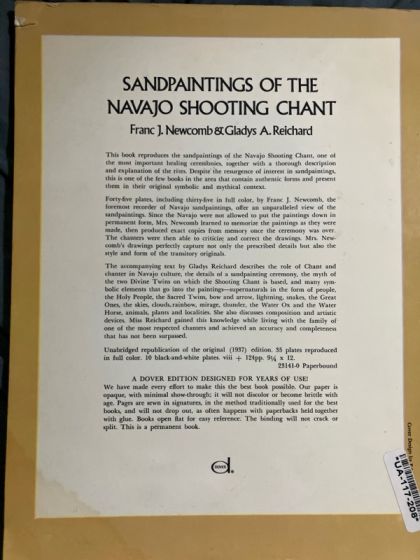 SANDPAINTINGS OF THE
NAVAJO SHOOTING CHANT
Franc J. Newcomb & Gladys A. Reichard
This book reproduces the sandpaintings of the Navajo Shooting Chant, one of
the most important healing ceremonies, together with a thorough description
and explanation of the rites. Despite the resurgence of interest in sandpaintings,
this is one of the few books in the area that contain authentic forms and present
them in their original symbolic and mythical context.
Forty-five plates, including thirty-five in full color, by Franc J. Newcomb, the
foremost recorder of Navajo sandpaintings, offer an unparalleled view of the
sandpaintings. Since the Navajo were not allowed to put the paintings down in
permanent form, Mrs. Newcomb learned to memorize the paintings as they were
made, then produced exact copies from memory once the ceremony was over.
The chanters were then able to criticize and correct the drawings. Mrs. New-
comb's drawings perfectly capture not only the prescribed details but also the
style and form of the transitory originals.
The accompanying text by Gladys Reichard describes the role of Chant and
chanter in Navajo culture, the details of a sandpainting ceremony, the myth of
the two Divine Twins on which the Shooting Chant is based, and many sym-
bolic elements that go into the paintings—supernaturals in the form of people,
the Holy People, the Sacred Twins, bow and arrow, lightning, snakes, the Great
Ones, the skies, clouds, rainbow, mirage, thunder, the Water Ox and the Water
Horse, animals, plants and localities. She also discusses composition and artistic
devices. Miss Reichard gained this knowledge while living with the family of
one of the most respected chanters and achieved an accuracy and completeness
that has not been surpassed.
Unabridged republication of the original (1937) edition. 35 plates reproduced
in full color. 10 black-and-white plates. viii + 124pp. 9¼ x 12.
23141-0 Paperbound
A DOVER EDITION DESIGNED FOR YEARS OF USE!
We have made every effort to make this the best book possible. Our paper is
opaque, with minimal show-through; it will not discolor or become brittle with
age. Pages are sewn in signatures, in the method traditionally used for the best
books, and will not drop out, as often happens with paperbacks held together
with glue. Books open flat for easy reference. The binding will not crack or
split. This is a permanent book.
DOVER
Cover Design by
*UA-117-208*